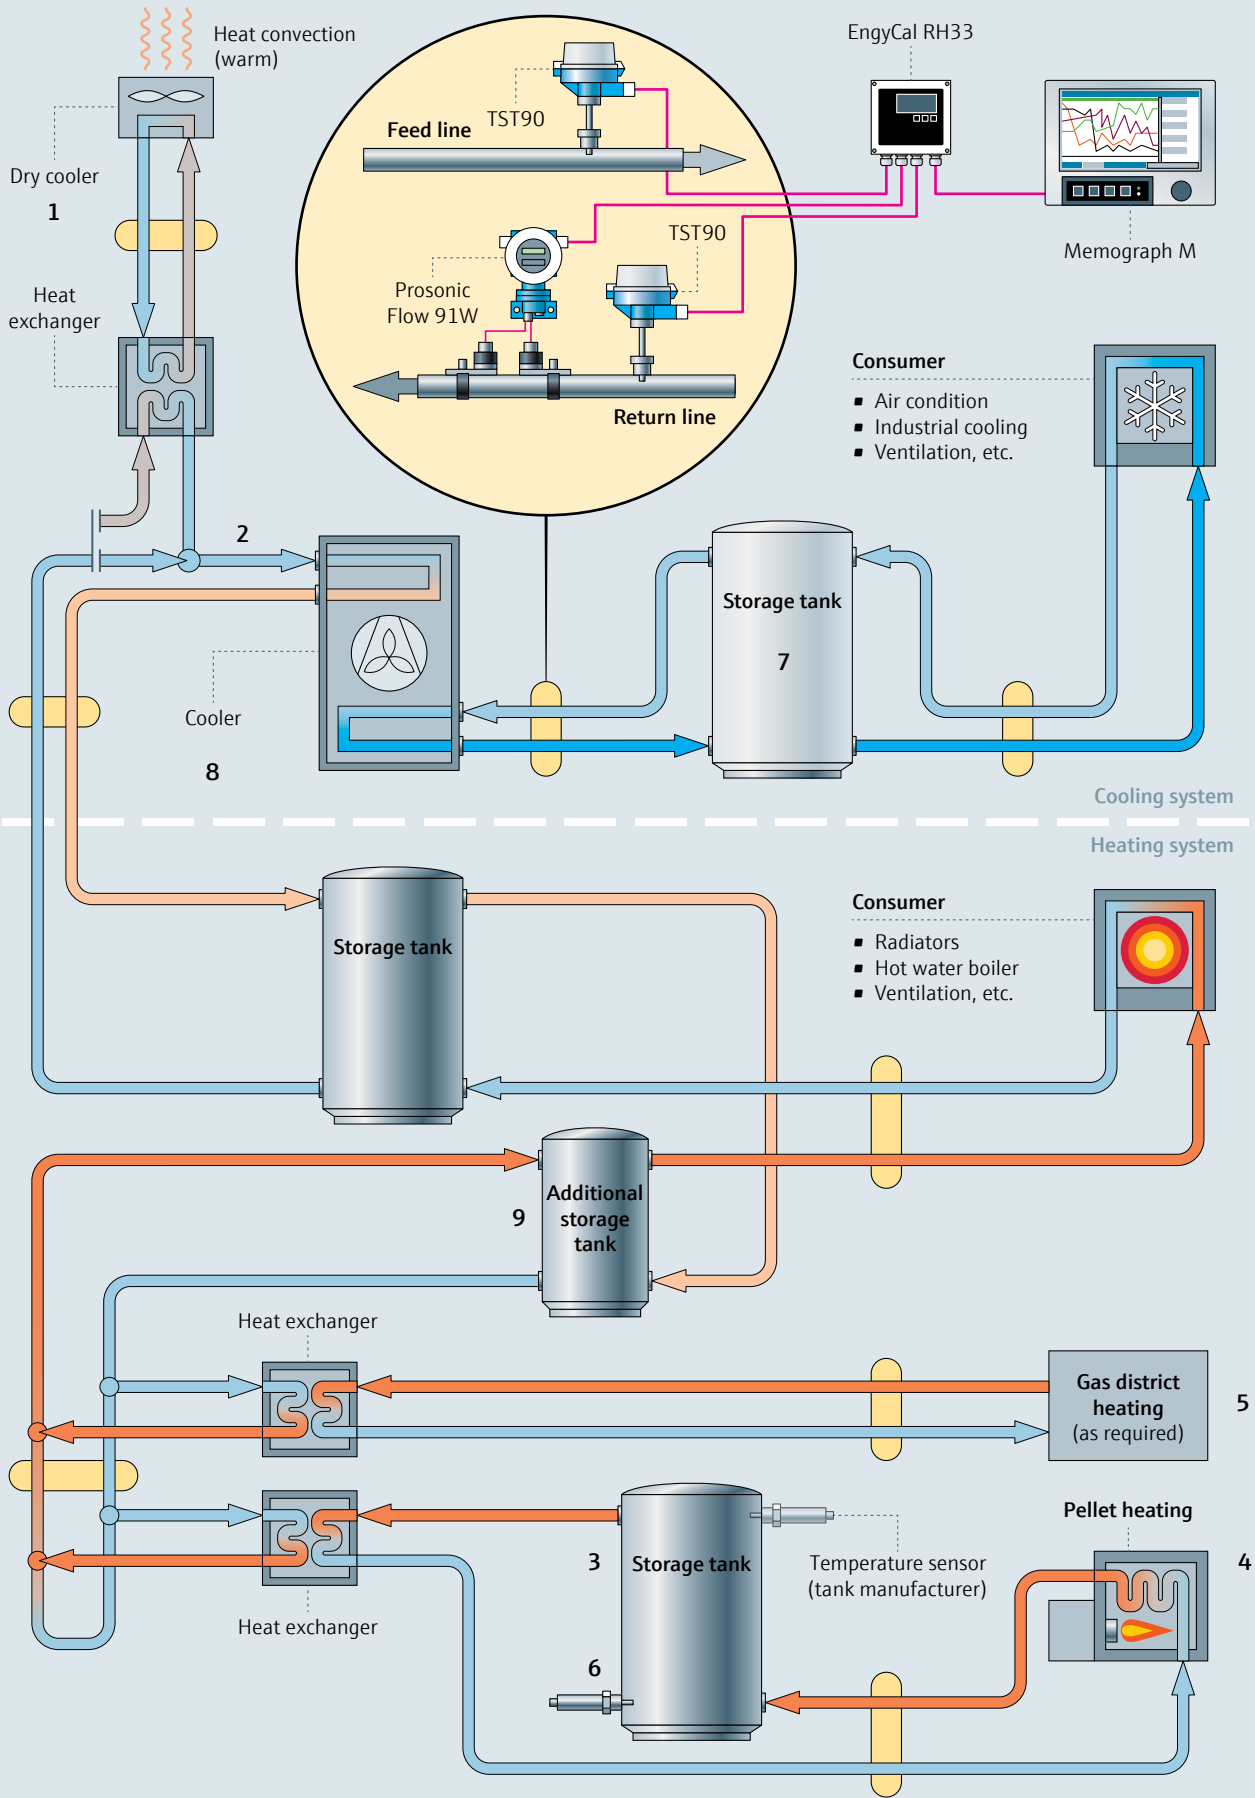 Heat convection
(warm)
EngyCal RH33
TST90
Feed line
Dry cooler
1
TST90
Memograph M
Heat
exchanger
Prosonic
Flow 91W
Return line
Consumer
▪ Air condition
▪ Industrial cooling
▪ Ventilation, etc.
2
Storage tank
7
Cooler
8
Cooling system
Heating system
Consumer
▪ Radiators
▪ Hot water boiler
▪ Ventilation, etc.
Storage tank
9
Additional
storage
tank
Heat exchanger
Gas district
heating
(as required)
5
Pellet heating
4
3
Storage tank
Temperature sensor
(tank manufacturer)
Heat exchanger
6